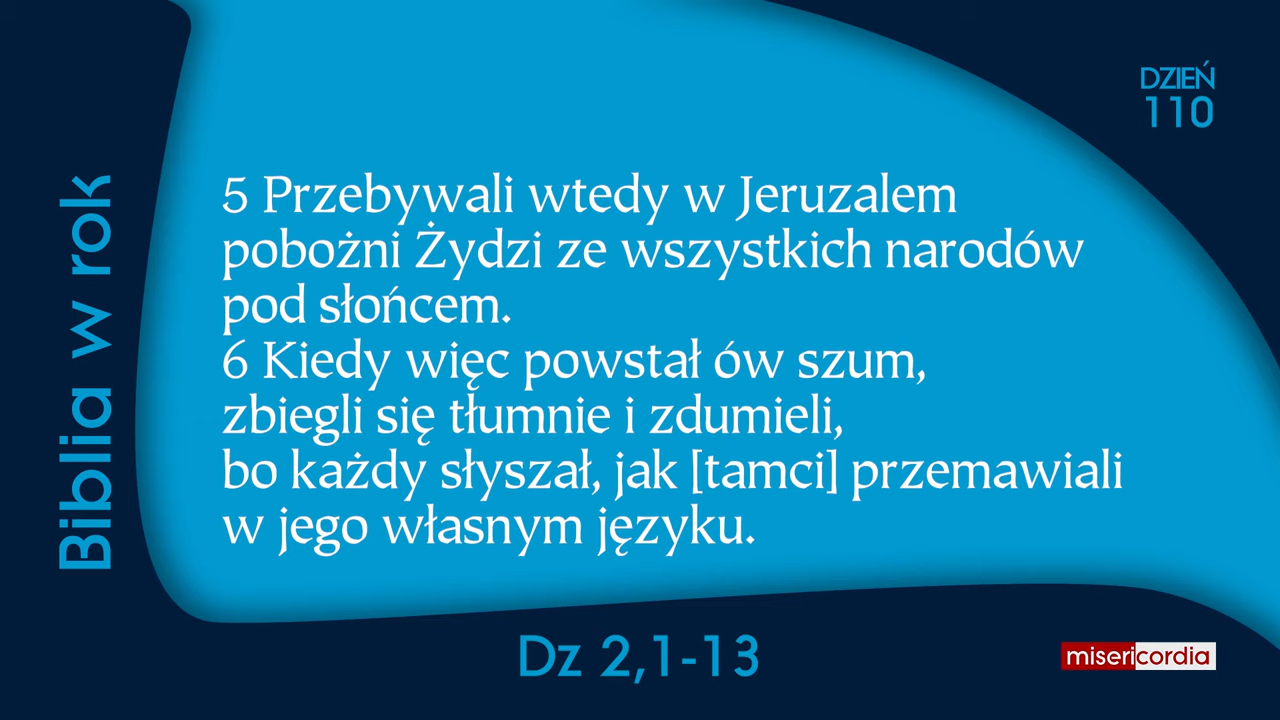 DZIEŃ
110
Biblia w rok
5 Przebywali wtedy w Jeruzalem
pobożni Żydzi ze wszystkich narodów
pod słońcem.
6 Kiedy więc powstał ów szum,
zbiegli się tłumnie i zdumieli,
bo każdy słyszał, jak [tamci] przemawiali
w jego własnym języku.
Dz 2,1-13
misericordia